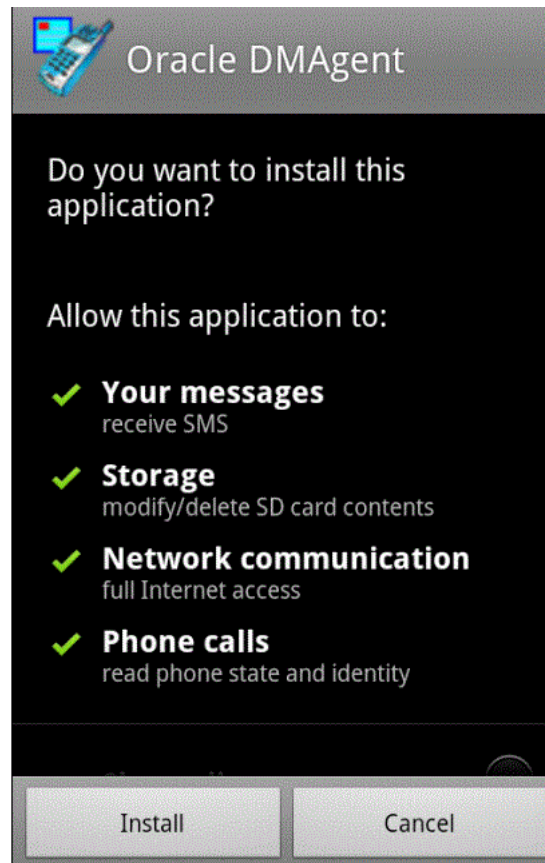 Oracle DMAgent
Do you want to install this
application?
Allow this application to:
Your messages
receive SMS
Storage
modify/delete SD card contents
Network communication
full Internet access
Phone calls
read phone state and identity
Install
Cancel